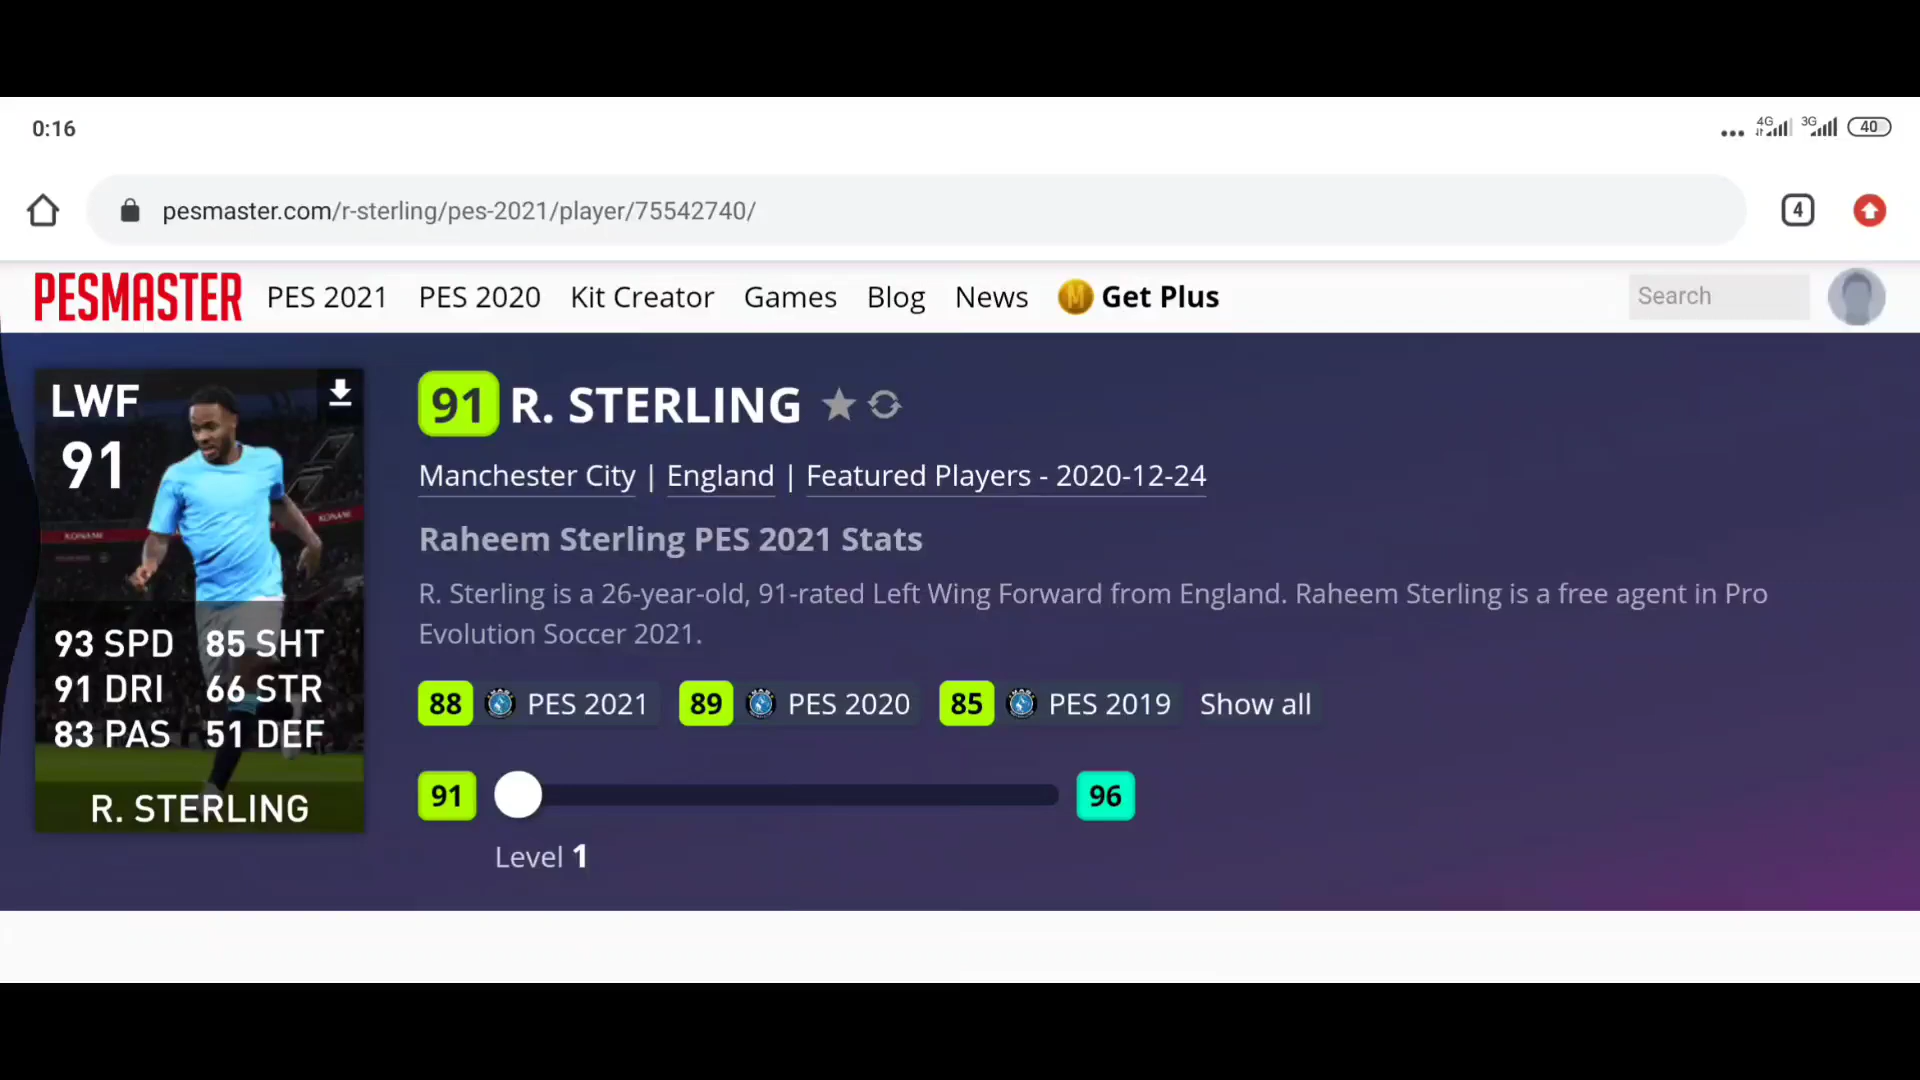 0:16
4G 3G 40
pesmaster.com/r-sterling/pes-2021/player/75542740/
4
PESMASTER PES 2021 PES 2020 Kit Creator Games Blog News M Get Plus Search
LWF
91
KONAMI
KONAMI
93 SPD 85 SHT
91 DRI 66 STR
83 PAS 51 DEF
R. STERLING
91 R. STERLING
Manchester City | England | Featured Players - 2020-12-24
Raheem Sterling PES 2021 Stats
R. Sterling is a 26-year-old, 91-rated Left Wing Forward from England. Raheem Sterling is a free agent in Pro
Evolution Soccer 2021.
88 PES 2021 89 PES 2020 85 PES 2019 Show all
91 96
Level 1